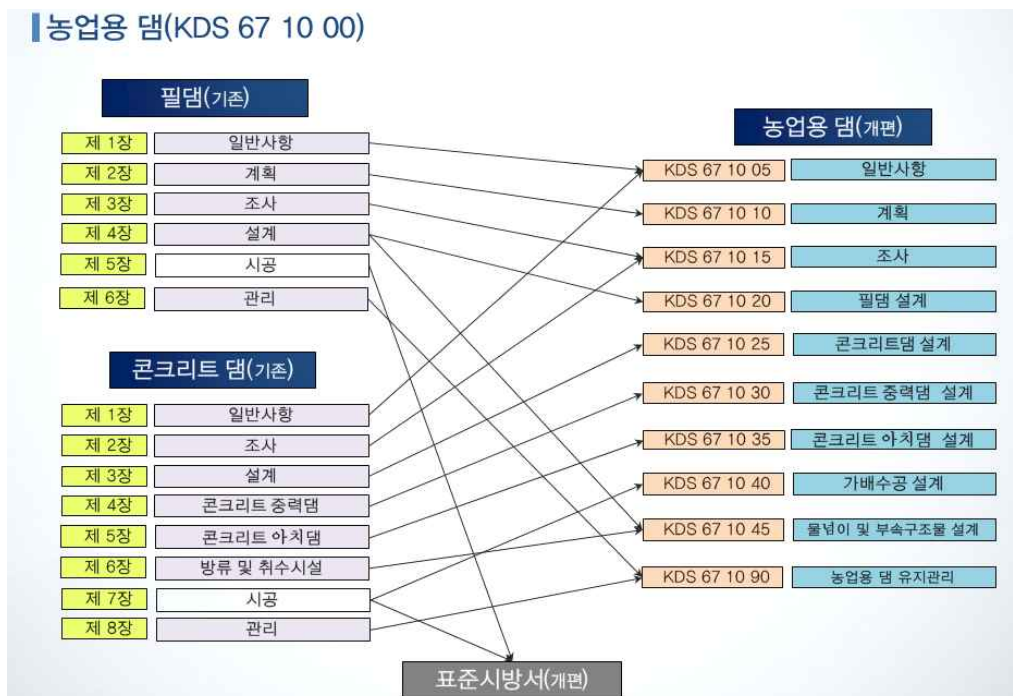 농업용 댐(KDS 67 10 00)
필댐(기존)
제 1장 일반사항
제 2장 계획
제 3장 조사
제 4장 설계
제 5장 시공
제 6장 관리
콘크리트 댐(기존)
제 1장 일반사항
제 2장 조사
제 3장 설계
제 4장 콘크리트 중력댐
제 5장 콘크리트 아치댐
제 6장 방류 및 취수시설
제 7장 시공
제 8장 관리
농업용 댐(개편)
KDS 67 10 05 일반사항
KDS 67 10 10 계획
KDS 67 10 15 조사
KDS 67 10 20 필댐 설계
KDS 67 10 25 콘크리트댐 설계
KDS 67 10 30 콘크리트 중력댐 설계
KDS 67 10 35 콘크리트 아치댐 설계
KDS 67 10 40 가배수공 설계
KDS 67 10 45 물넘이 및 부속구조물 설계
KDS 67 10 90 농업용 댐 유지관리
표준시방서(개편)